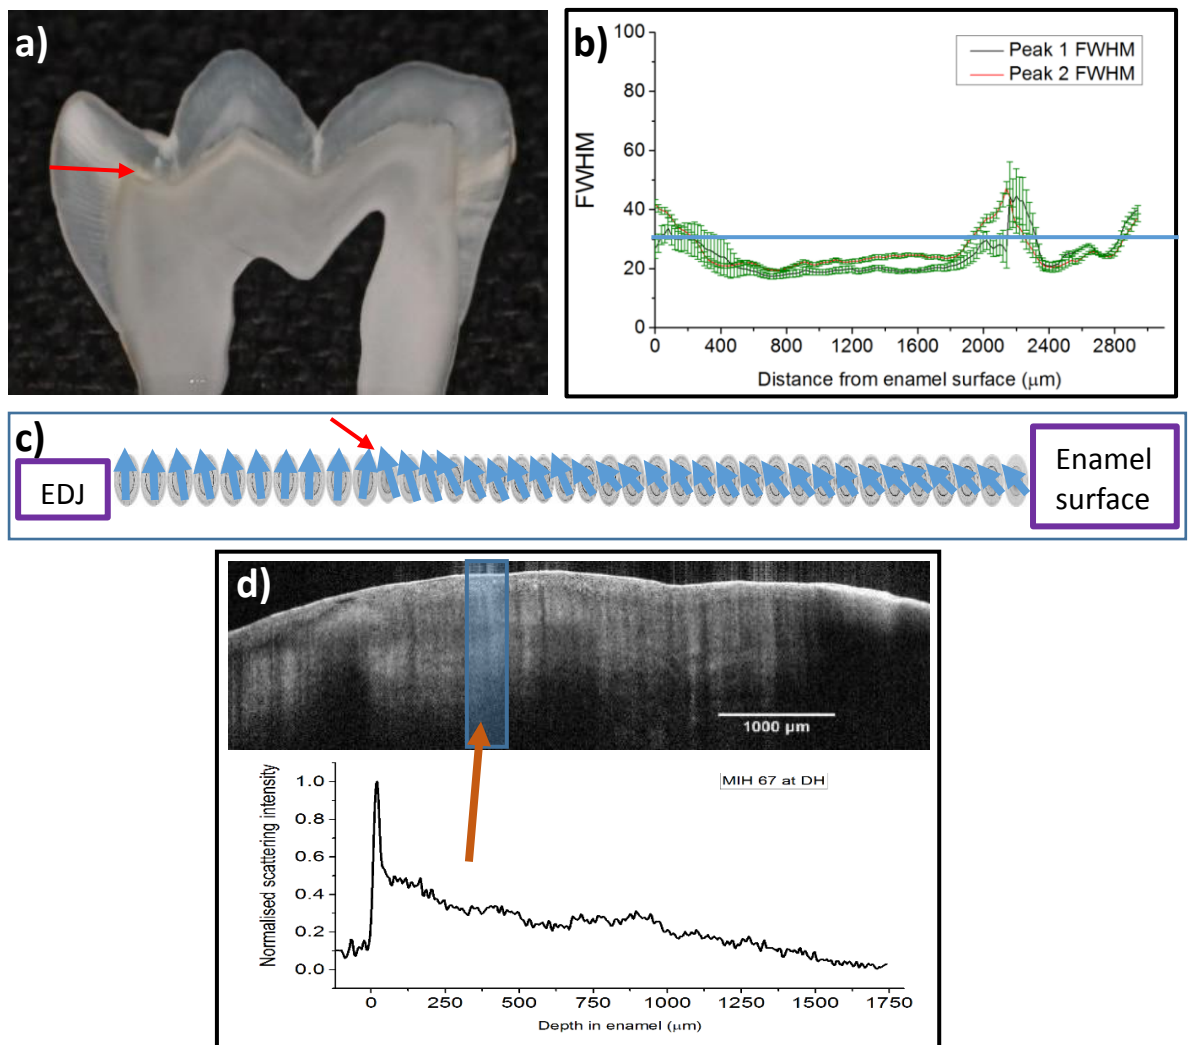 a)
b)
Peak 1 FWHM
Peak 2 FWHM
FWHM
100
80
60
40
20
0
0 400 800 1200 1600 2000 2400 2800
Distance from enamel surface (µm)
c)
EDJ
Enamel
surface
d)
1000 µm
MIH 67 at DH
Normalised scattering intensity
1.0
0.8
0.6
0.4
0.2
0.0
0 250 500 750 1000 1250 1500 1750
Depth in enamel (µm)